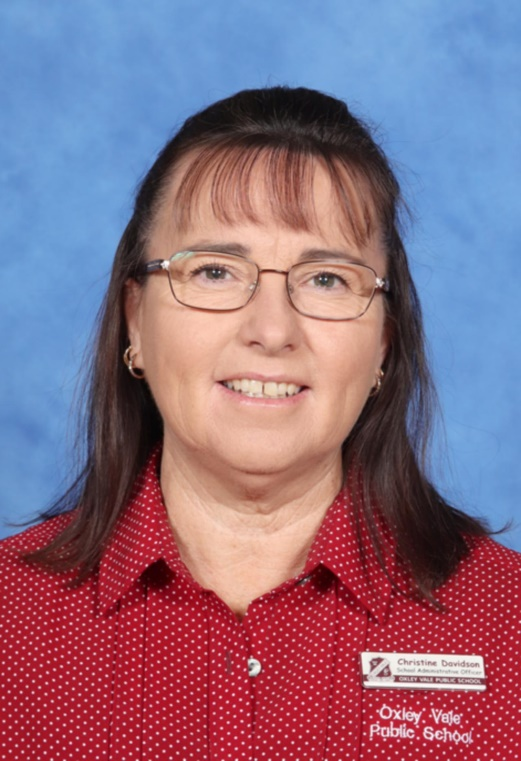 Christine Davidson
School Administrative Officer
OXLEY VALE PUBLIC SCHOOL
Oxley Vale
Public School